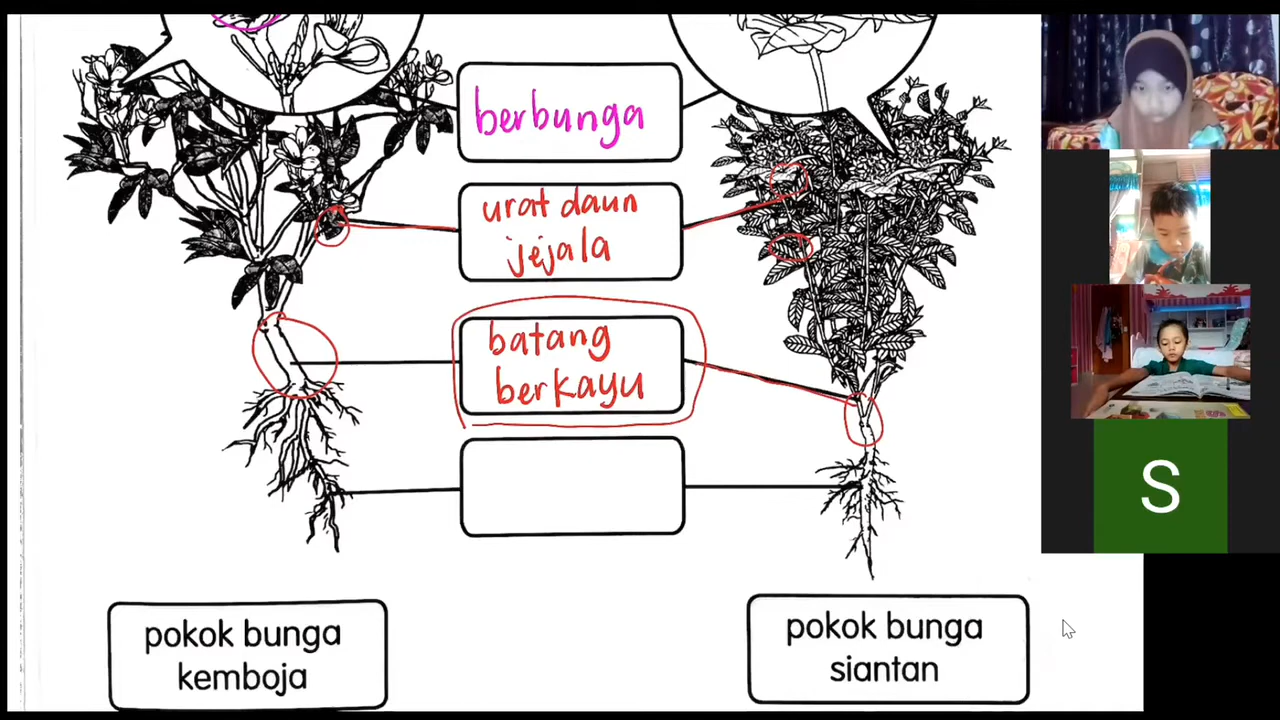 berbunga
urat daun
jejala
batang
berkayu
pokok bunga
kemboja
pokok bunga
siantan
S